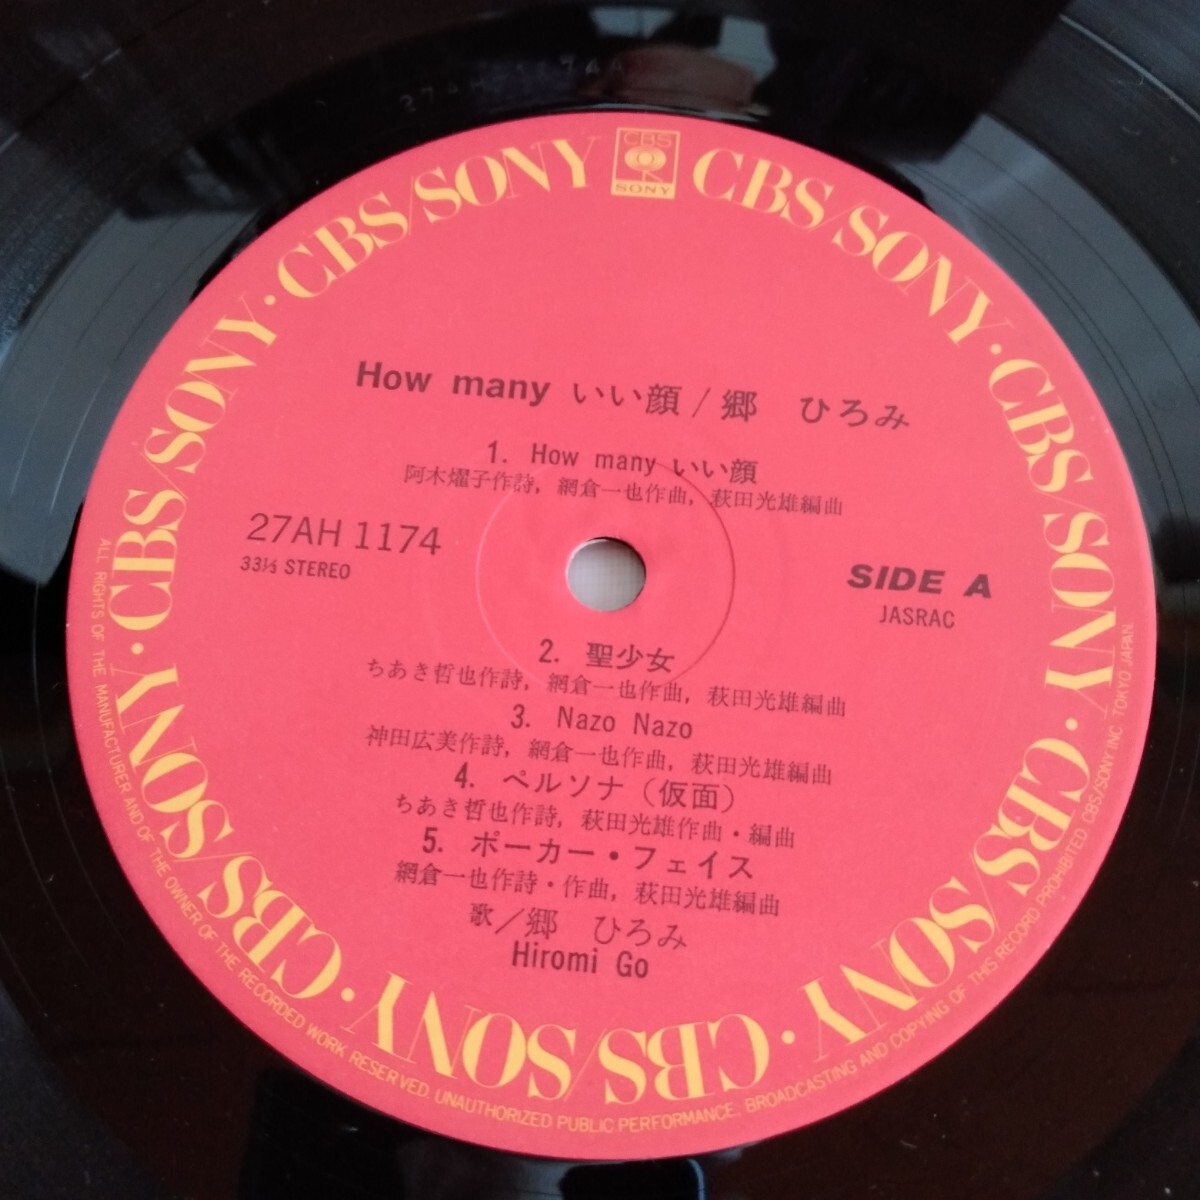 27AH 1174A
CBS
SONY
CBS/SONY · CBS/SONY · CBS/SONY · CBS/SONY · CBS/SONY · CBS/SONY · CBS/SONY · CBS/SONY
How many いい顔 / 郷 ひろみ
1. How many いい顔
阿木燿子作詩, 網倉一也作曲, 萩田光雄編曲
27AH 1174
33⅓ STEREO
SIDE A
JASRAC
2. 聖少女
ちあき哲也作詩, 網倉一也作曲, 萩田光雄編曲
3. Nazo Nazo
神田広美作詩, 網倉一也作曲, 萩田光雄編曲
4. ペルソナ (仮面)
ちあき哲也作詩, 萩田光雄作曲・編曲
5. ポーカー・フェイス
網倉一也作詩・作曲, 萩田光雄編曲
歌／郷 ひろみ
Hiromi Go
ALL RIGHTS OF THE MANUFACTURER AND OF THE OWNER OF THE RECORDED WORK RESERVED. UNAUTHORIZED PUBLIC PERFORMANCE, BROADCASTING AND COPYING OF THIS RECORD PROHIBITED CBS/SONY INC. TOKYO JAPAN.